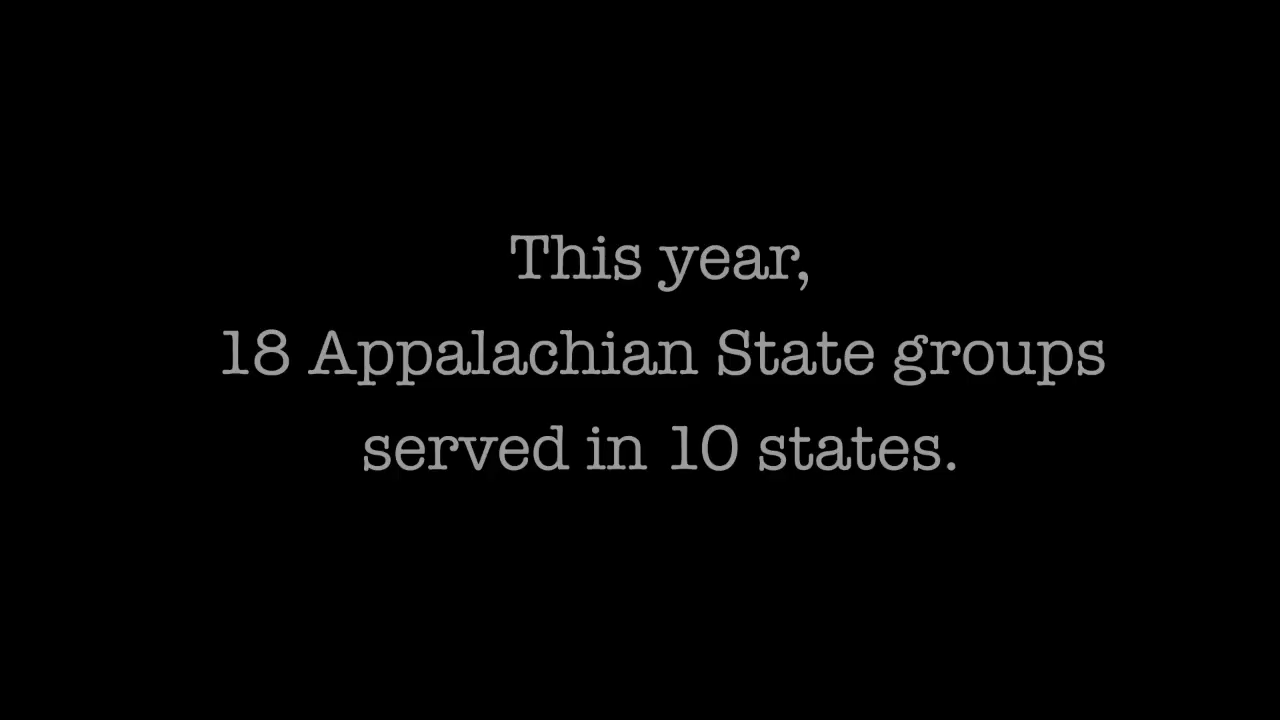 This year,
18 Appalachian State groups
served in 10 states.